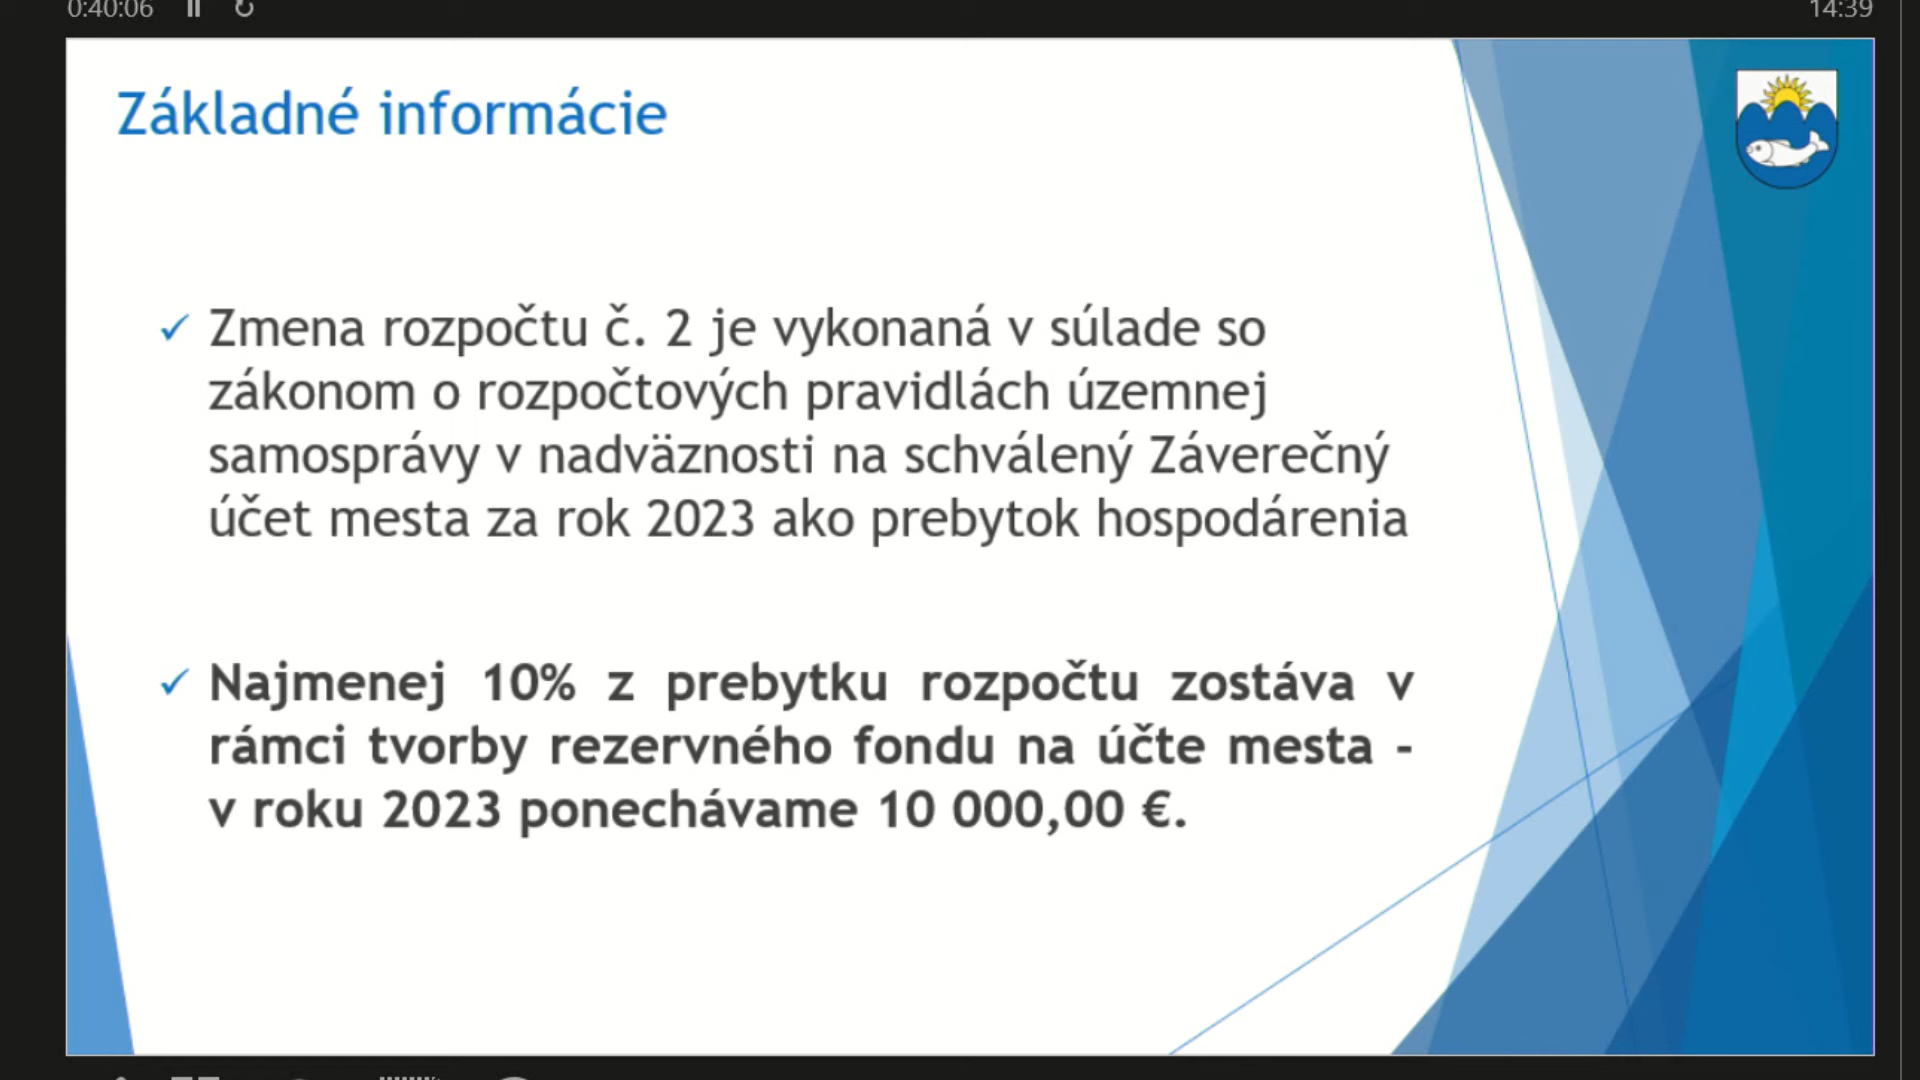 0:40:06
14:39
Základné informácie
✓ Zmena rozpočtu č. 2 je vykonaná v súlade so
zákonom o rozpočtových pravidlách územnej
samosprávy v nadväznosti na schválený Záverečný
účet mesta za rok 2023 ako prebytok hospodárenia
✓ Najmenej 10% z prebytku rozpočtu zostáva v
rámci tvorby rezervného fondu na účte mesta -
v roku 2023 ponechávame 10 000,00 €.